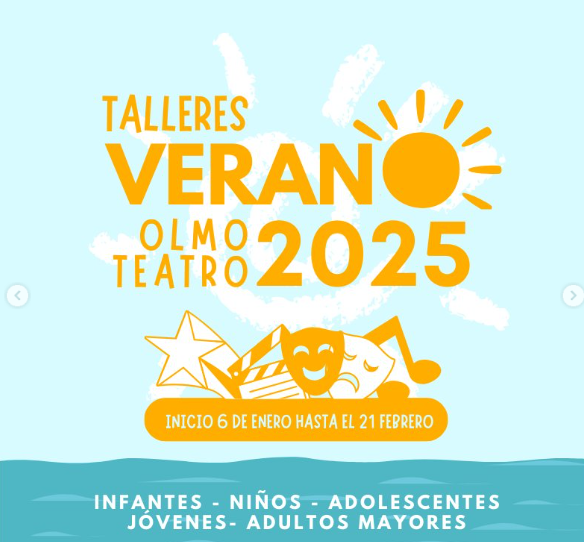 TALLERES
VERANO
OLMO
TEATRO
2025
INICIO 6 DE ENERO HASTA EL 21 FEBRERO
INFANTES - NIÑOS - ADOLESCENTES
JÓVENES- ADULTOS MAYORES